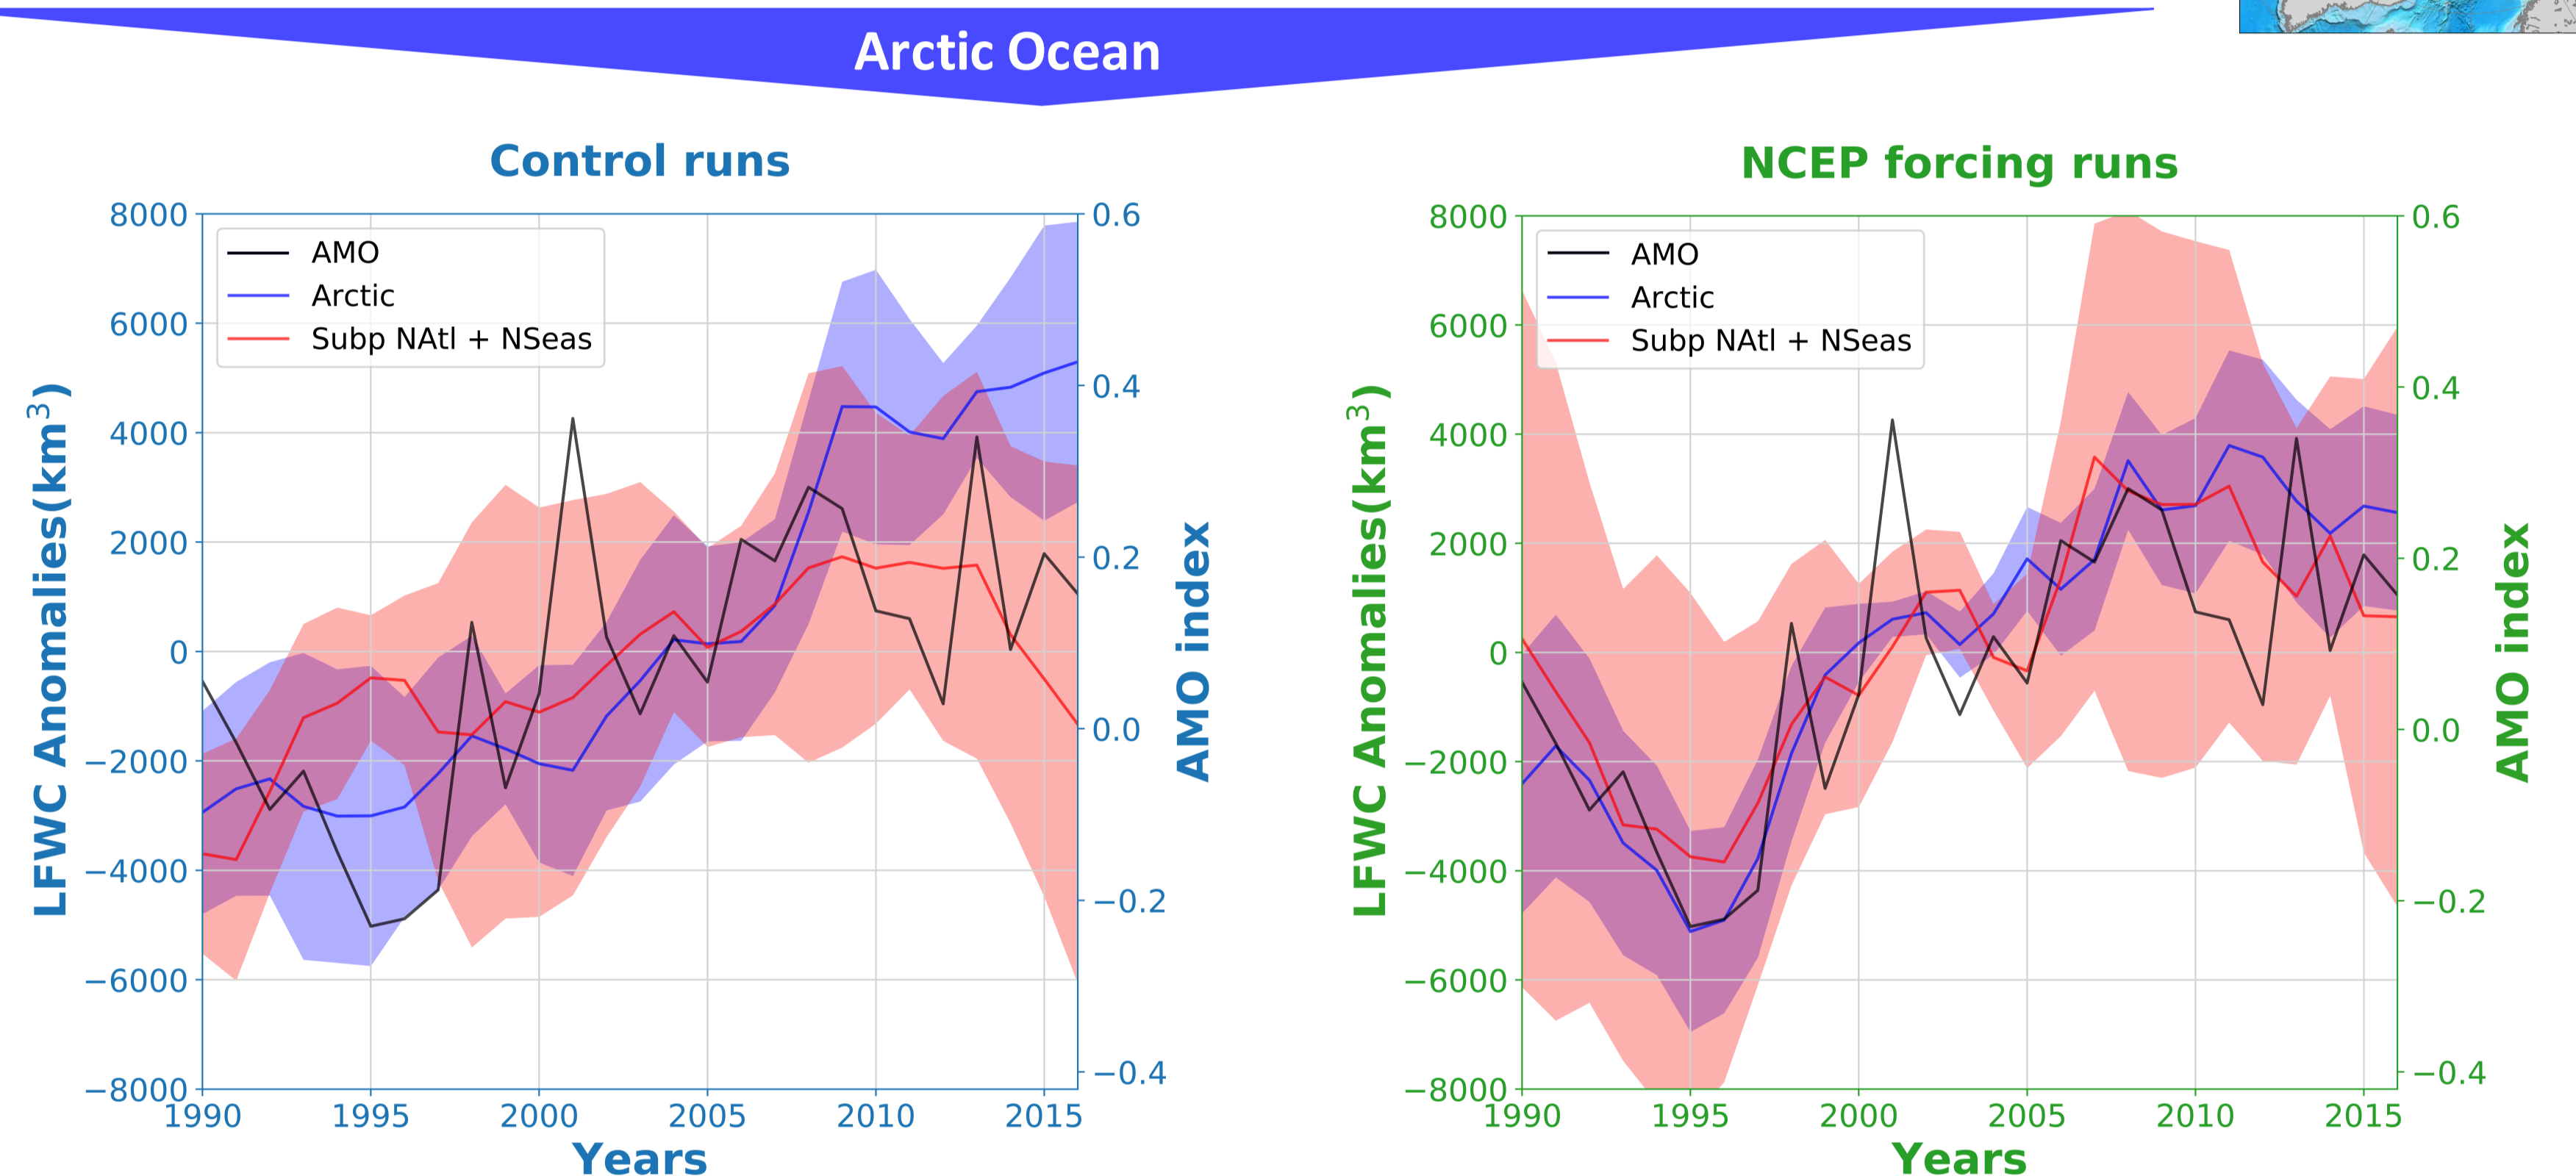 Arctic Ocean
Control runs
8000
6000
4000
2000
0
−2000
−4000
−6000
−8000
LFWC Anomalies(km³)
AMO
Arctic
Subp NAtl + NSeas
0.6
0.4
0.2
0.0
−0.2
−0.4
AMO index
1990 1995 2000 2005 2010 2015
Years
NCEP forcing runs
8000
6000
4000
2000
0
−2000
−4000
−6000
−8000
LFWC Anomalies(km³)
AMO
Arctic
Subp NAtl + NSeas
0.6
0.4
0.2
0.0
−0.2
−0.4
AMO index
1990 1995 2000 2005 2010 2015
Years